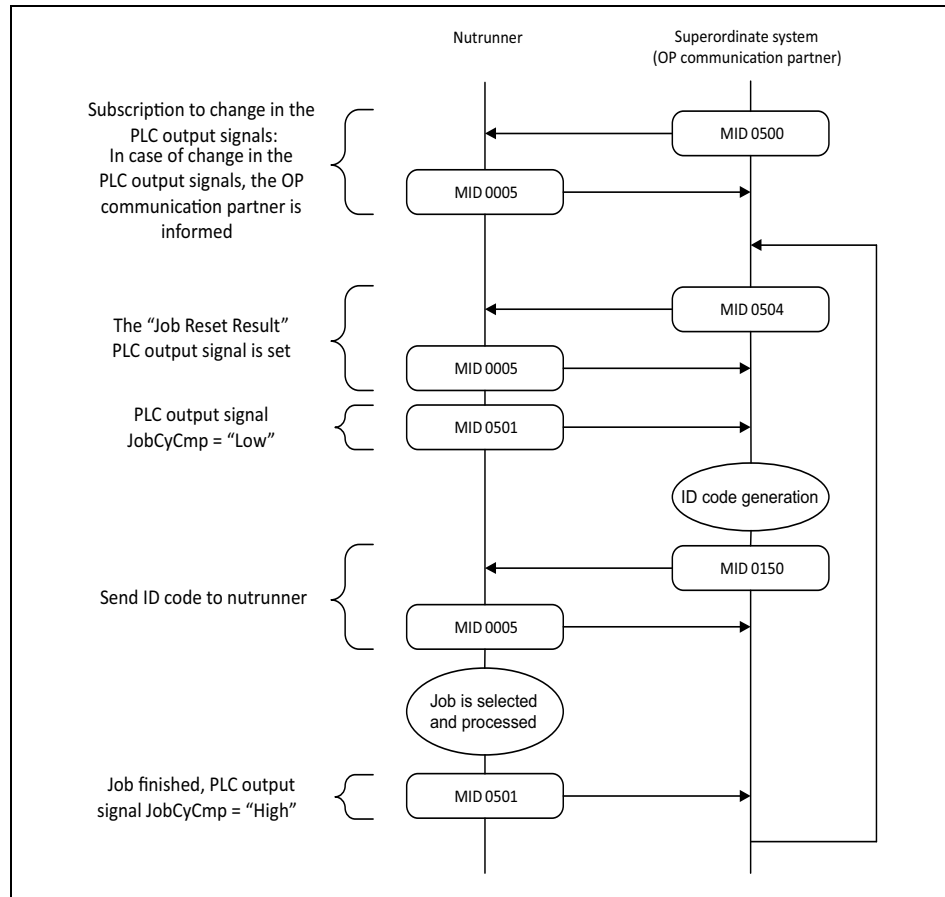 Nutrunner
Superordinate system
(OP communication partner)
Subscription to change in the
PLC output signals:
In case of change in the
PLC output signals, the OP
communication partner is
informed
MID 0500
MID 0005
The “Job Reset Result”
PLC output signal is set
MID 0504
MID 0005
PLC output signal
JobCyCmp = “Low”
MID 0501
ID code generation
Send ID code to nutrunner
MID 0150
MID 0005
Job is selected
and processed
Job finished, PLC output
signal JobCyCmp = “High”
MID 0501